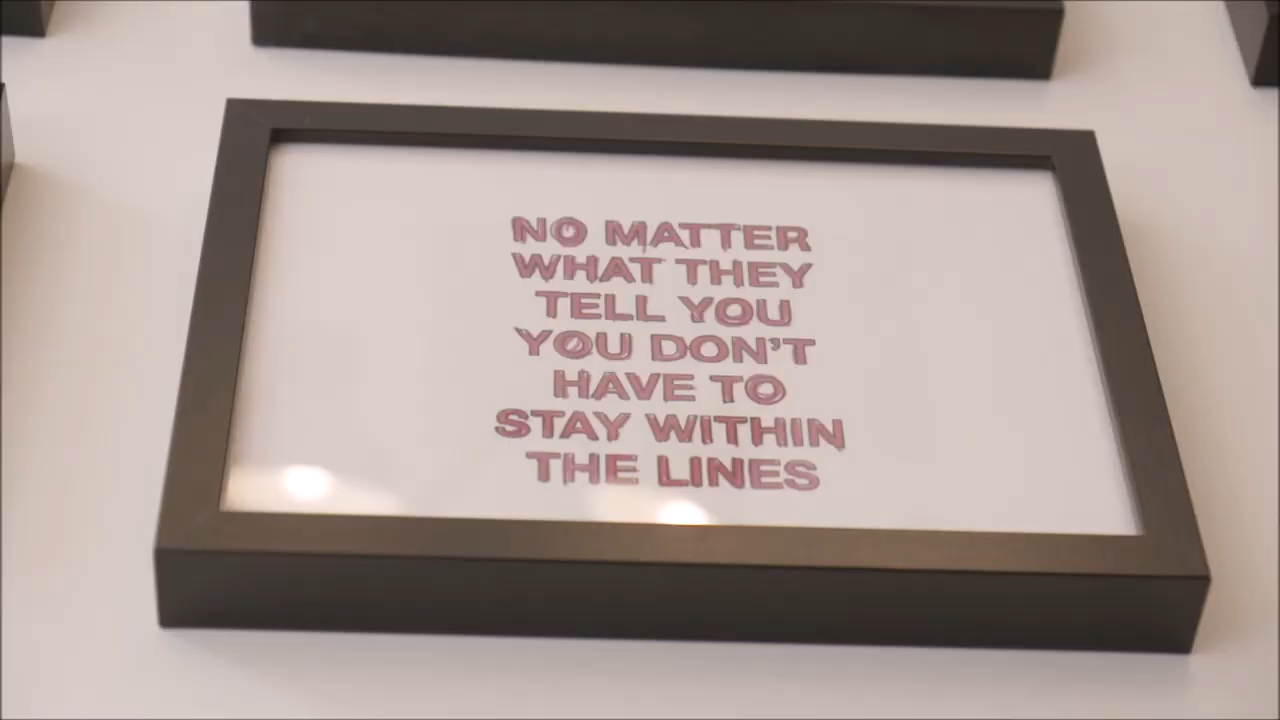 NO MATTER
WHAT THEY
TELL YOU
YOU DON'T
HAVE TO
STAY WITHIN
THE LINES